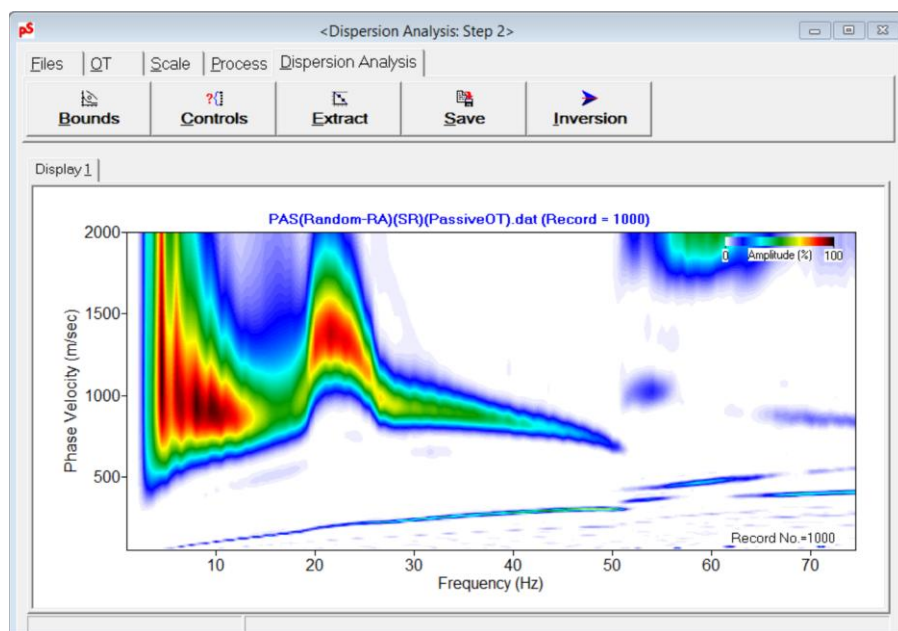 pS <Dispersion Analysis: Step 2>
Files OT Scale Process Dispersion Analysis
?{}
Bounds Controls Extract Save Inversion
Display 1
PAS(Random-RA)(SR)(PassiveOT).dat (Record = 1000)
0 Amplitude (%) 100
2000
1500
1000
500
Phase Velocity (m/sec)
Record No.=1000
10 20 30 40 50 60 70
Frequency (Hz)